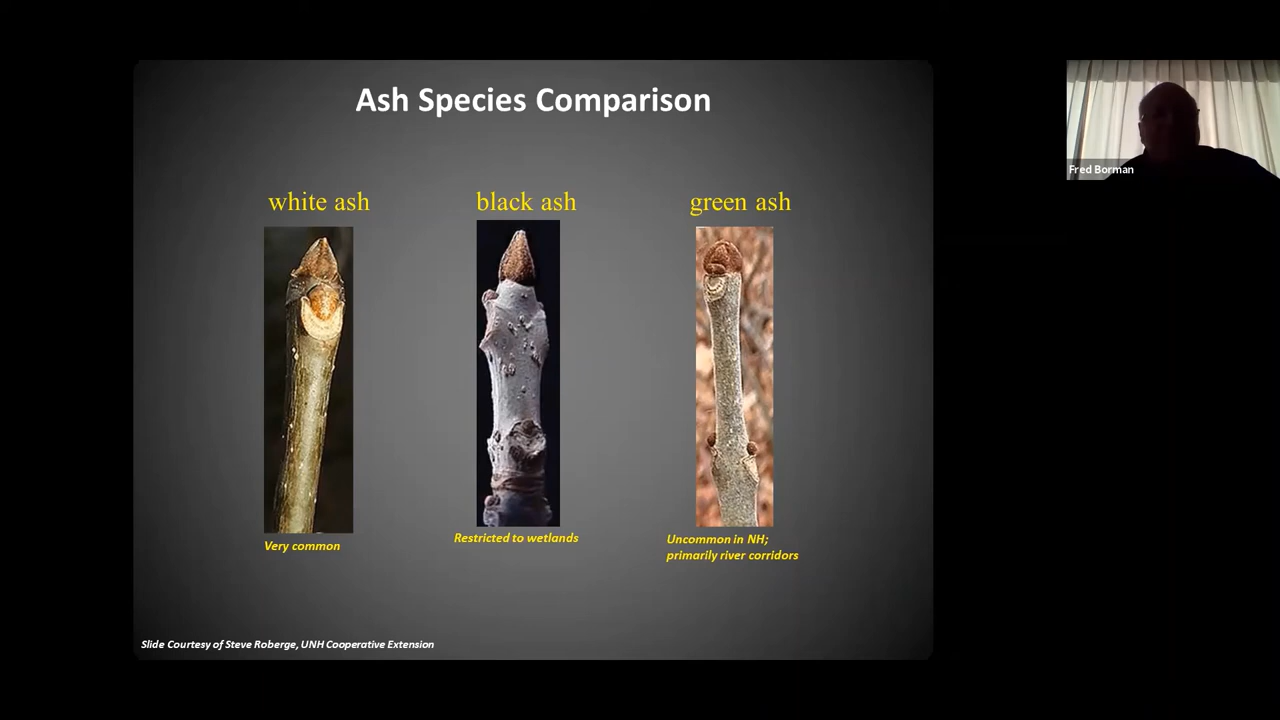 Ash Species Comparison
white ash
black ash
green ash
Very common
Restricted to wetlands
Uncommon in NH;
primarily river corridors
Slide Courtesy of Steve Roberge, UNH Cooperative Extension
Fred Borman